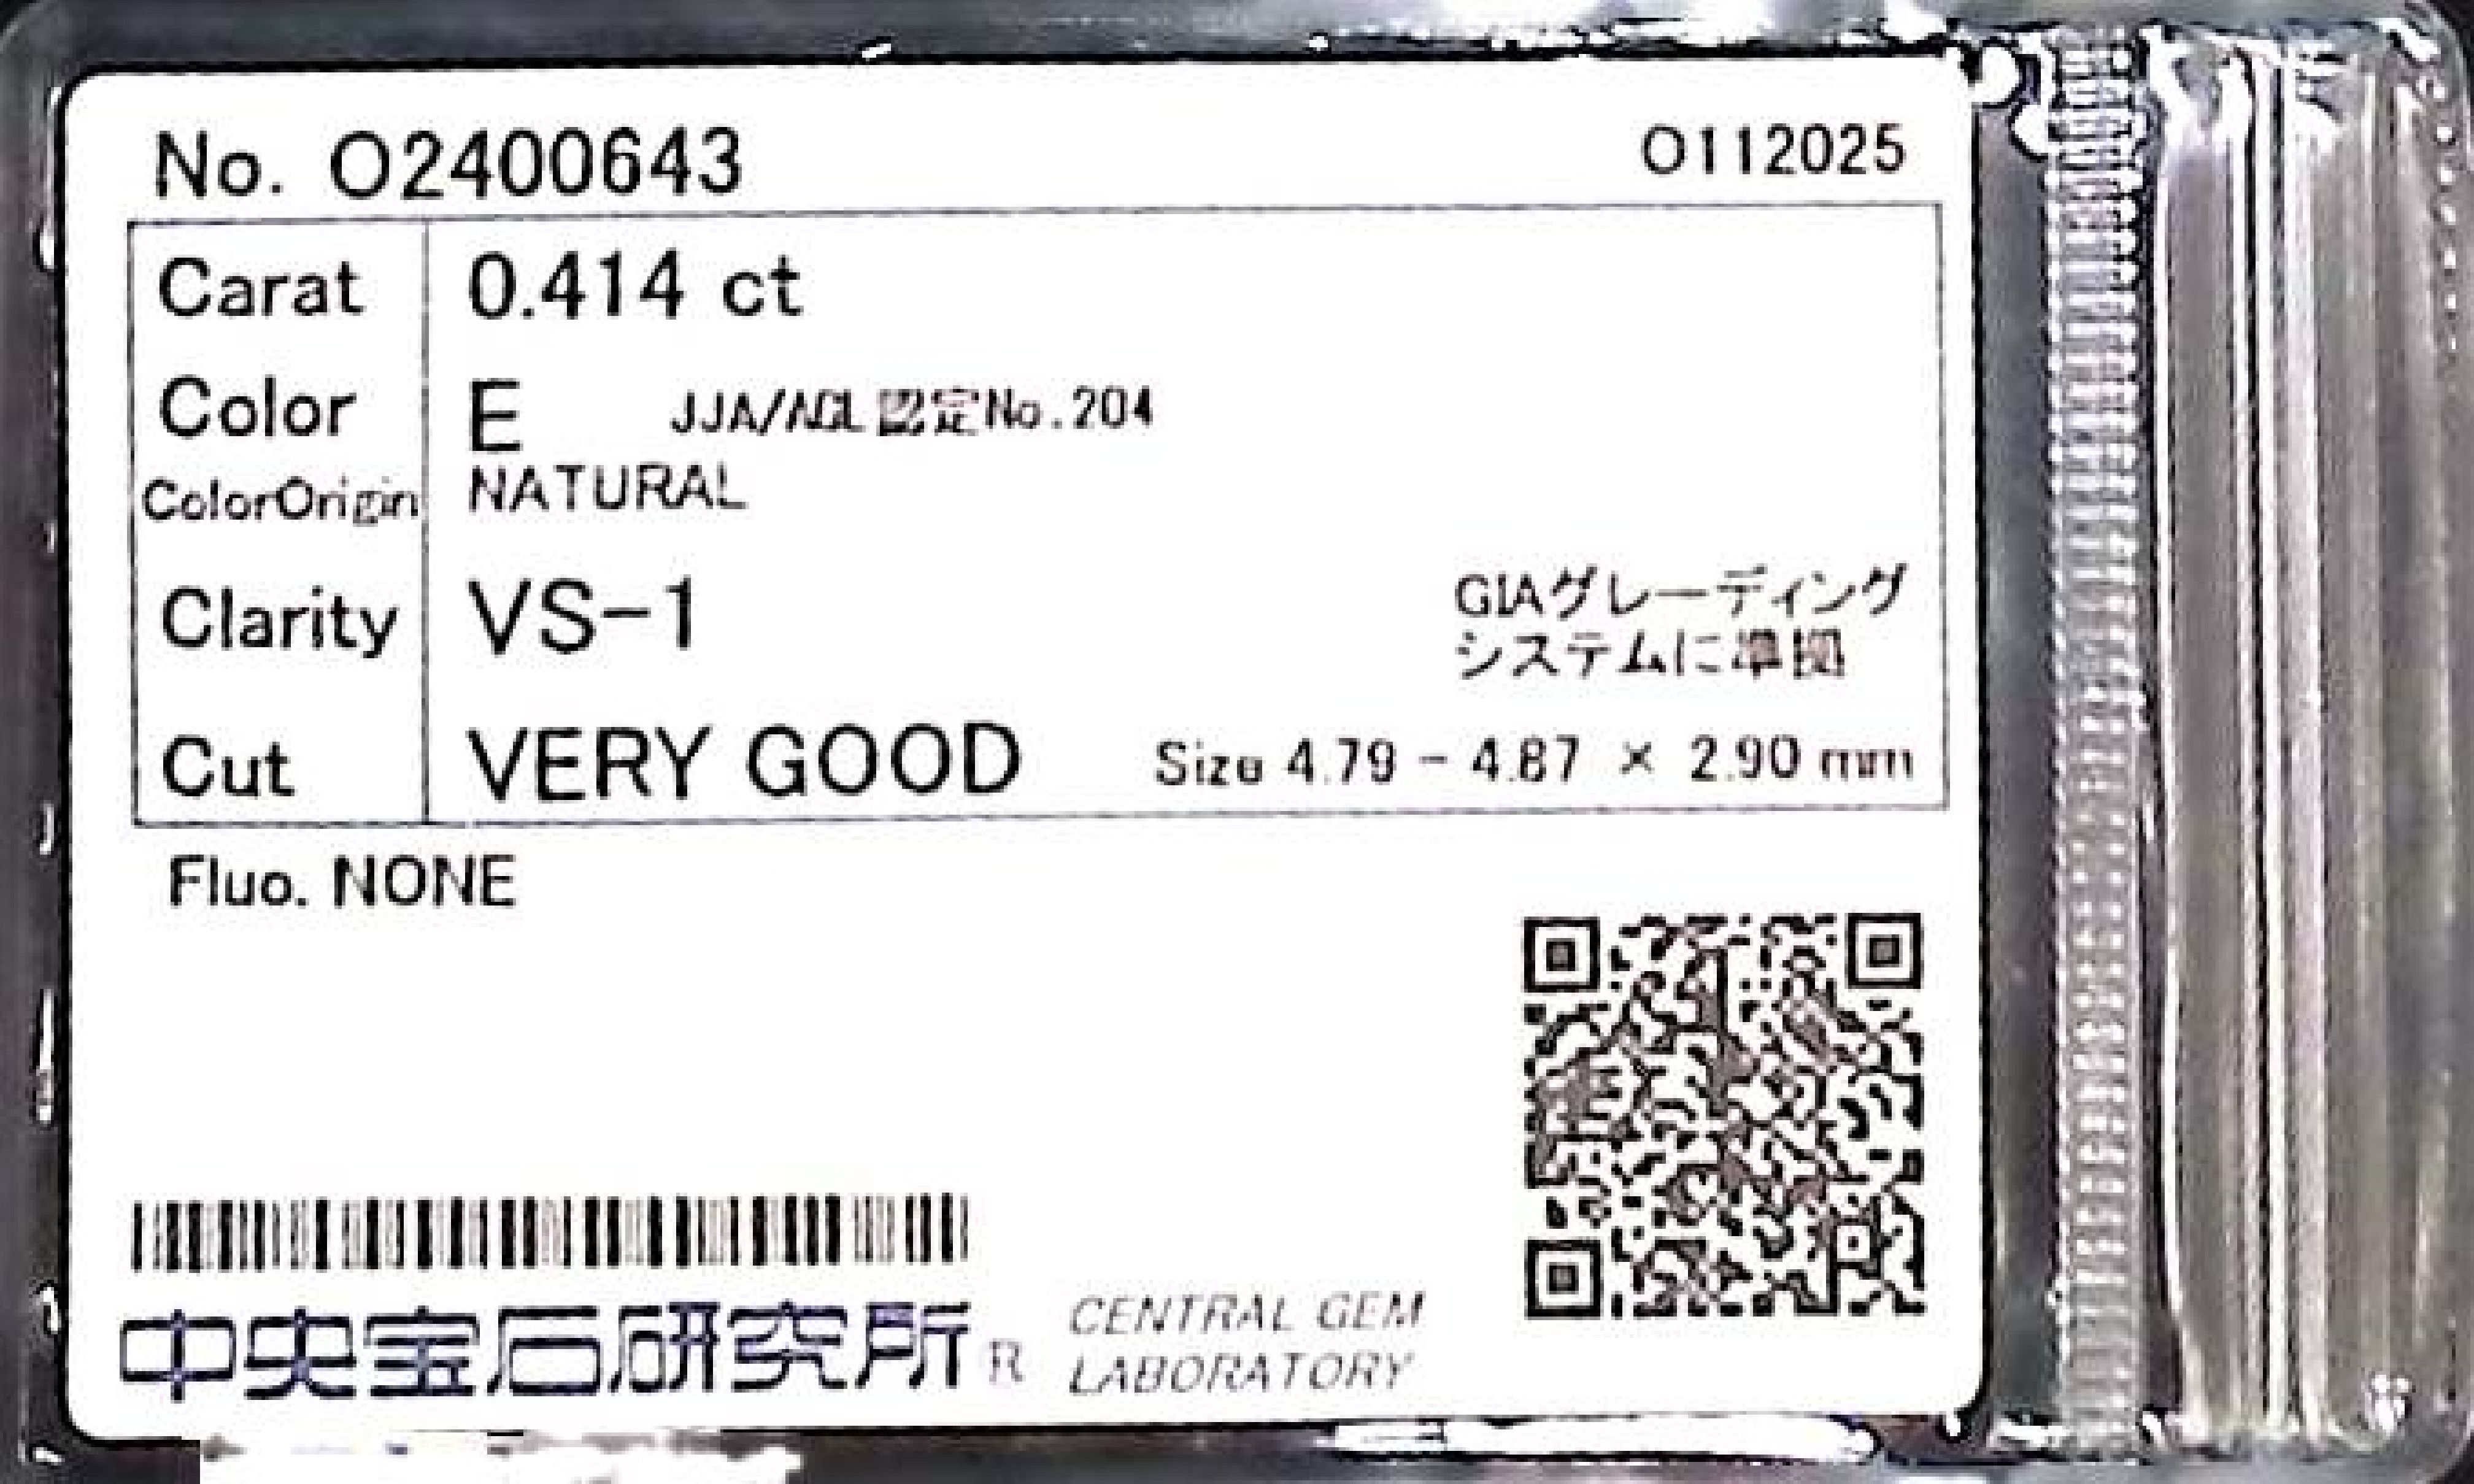 No. O2400643
O112025
Carat 0.414 ct
Color E JJA/AGL認定No.204
ColorOrigin NATURAL
Clarity VS-1
GIAグレーディング
システムに準拠
Cut VERY GOOD Size 4.79 - 4.87 × 2.90 mm
Fluo. NONE
中央宝石研究所 R
CENTRAL GEM
LABORATORY